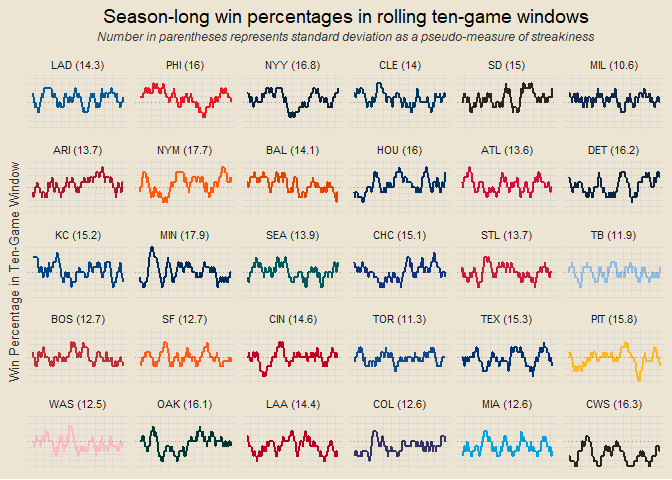 Season-long win percentages in rolling ten-game windows
Number in parentheses represents standard deviation as a pseudo-measure of streakiness
LAD (14.3) PHI (16) NYY (16.8) CLE (14) SD (15) MIL (10.6)
ARI (13.7) NYM (17.7) BAL (14.1) HOU (16) ATL (13.6) DET (16.2)
KC (15.2) MIN (17.9) SEA (13.9) CHC (15.1) STL (13.7) TB (11.9)
BOS (12.7) SF (12.7) CIN (14.6) TOR (11.3) TEX (15.3) PIT (15.8)
WAS (12.5) OAK (16.1) LAA (14.4) COL (12.6) MIA (12.6) CWS (16.3)
Win Percentage in Ten-Game Window